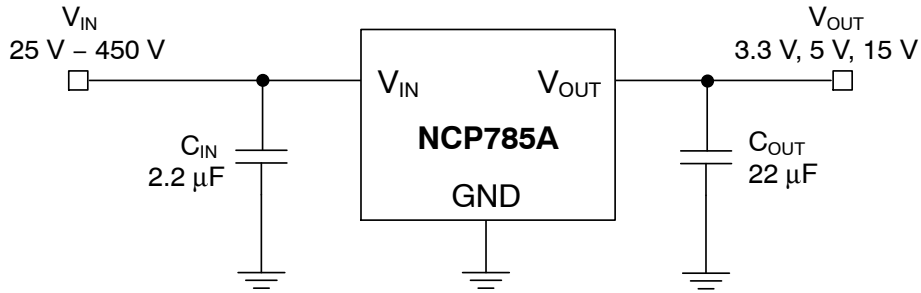 V_IN
25 V – 450 V
V_OUT
3.3 V, 5 V, 15 V
V_IN
V_OUT
NCP785A
GND
C_IN
2.2 μF
C_OUT
22 μF